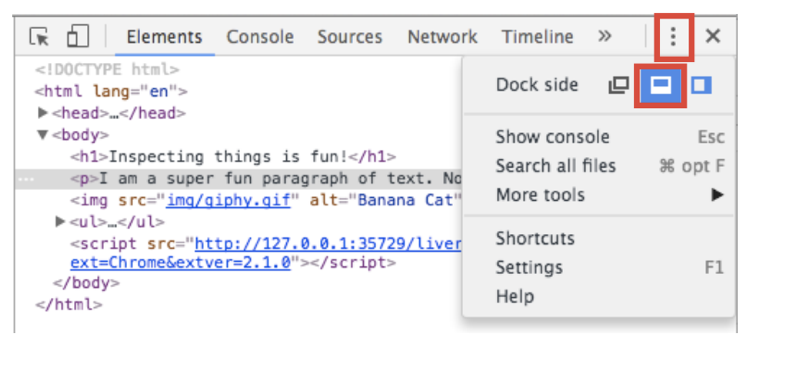 Elements Console Sources Network Timeline »
<!DOCTYPE html>
<html lang="en">
<head>…</head>
<body>
<h1>Inspecting things is fun!</h1>
<p>I am a super fun paragraph of text. No
<img src="img/giphy.gif" alt="Banana Cat"
<ul>…</ul>
<script src="http://127.0.0.1:35729/liver
ext=Chrome&extver=2.1.0"></script>
</body>
</html>
Dock side
Show console Esc
Search all files ⌘ opt F
More tools
Shortcuts
Settings F1
Help